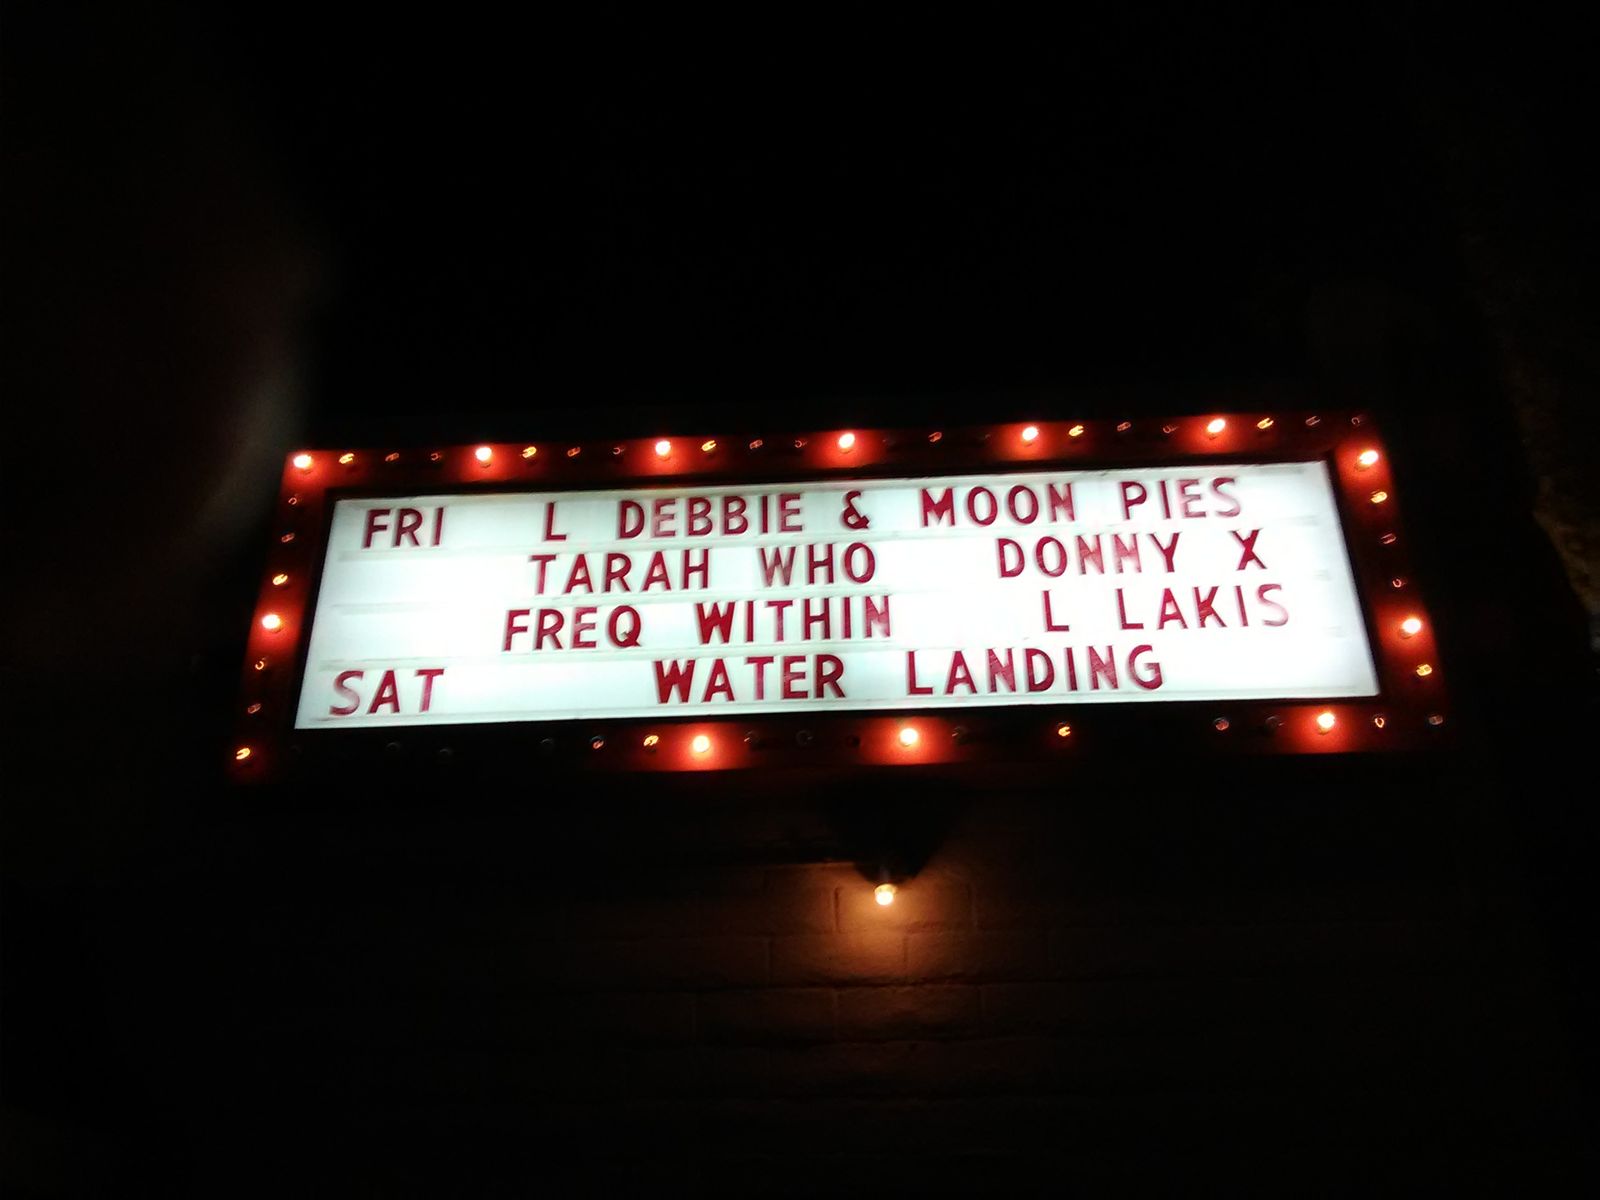 FRI L DEBBIE & MOON PIES
TARAH WHO DONNY X
FREQ WITHIN L LAKIS
SAT WATER LANDING